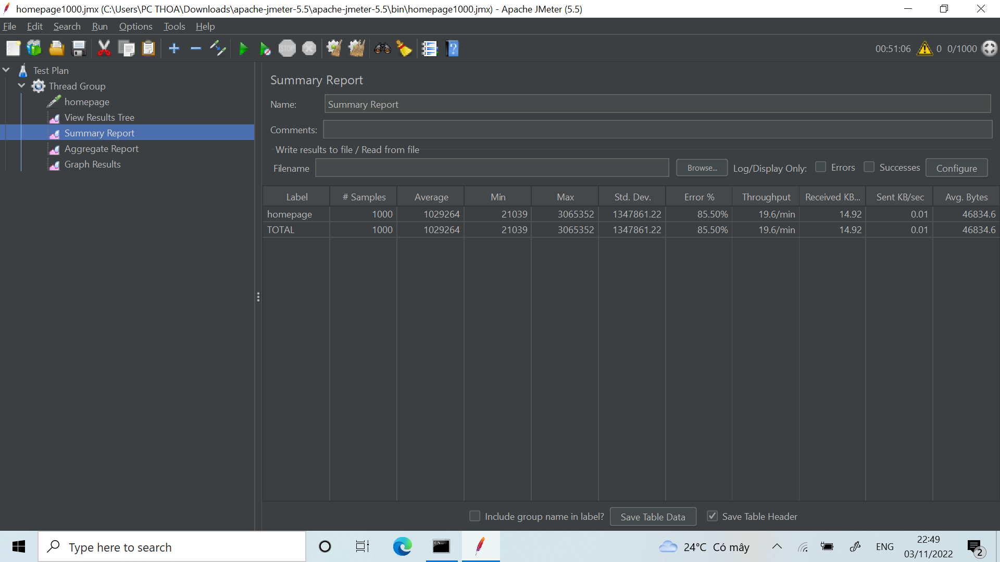 homepage1000.jmx (C:\Users\PC THOA\Downloads\apache-jmeter-5.5\apache-jmeter-5.5\bin\homepage1000.jmx) - Apache JMeter (5.5)
File Edit Search Run Options Tools Help
STOP 00:51:06 0 0/1000
Test Plan
Thread Group
homepage
View Results Tree
Summary Report
Aggregate Report
Graph Results
Summary Report
Name: Summary Report
Comments:
Write results to file / Read from file
Filename Browse... Log/Display Only: Errors Successes Configure
Label # Samples Average Min Max Std. Dev. Error % Throughput Received KB... Sent KB/sec Avg. Bytes
homepage 1000 1029264 21039 3065352 1347861.22 85.50% 19.6/min 14.92 0.01 46834.6
TOTAL 1000 1029264 21039 3065352 1347861.22 85.50% 19.6/min 14.92 0.01 46834.6
Include group name in label? Save Table Data Save Table Header
Type here to search
24°C Có mây
ENG
22:49
03/11/2022
2